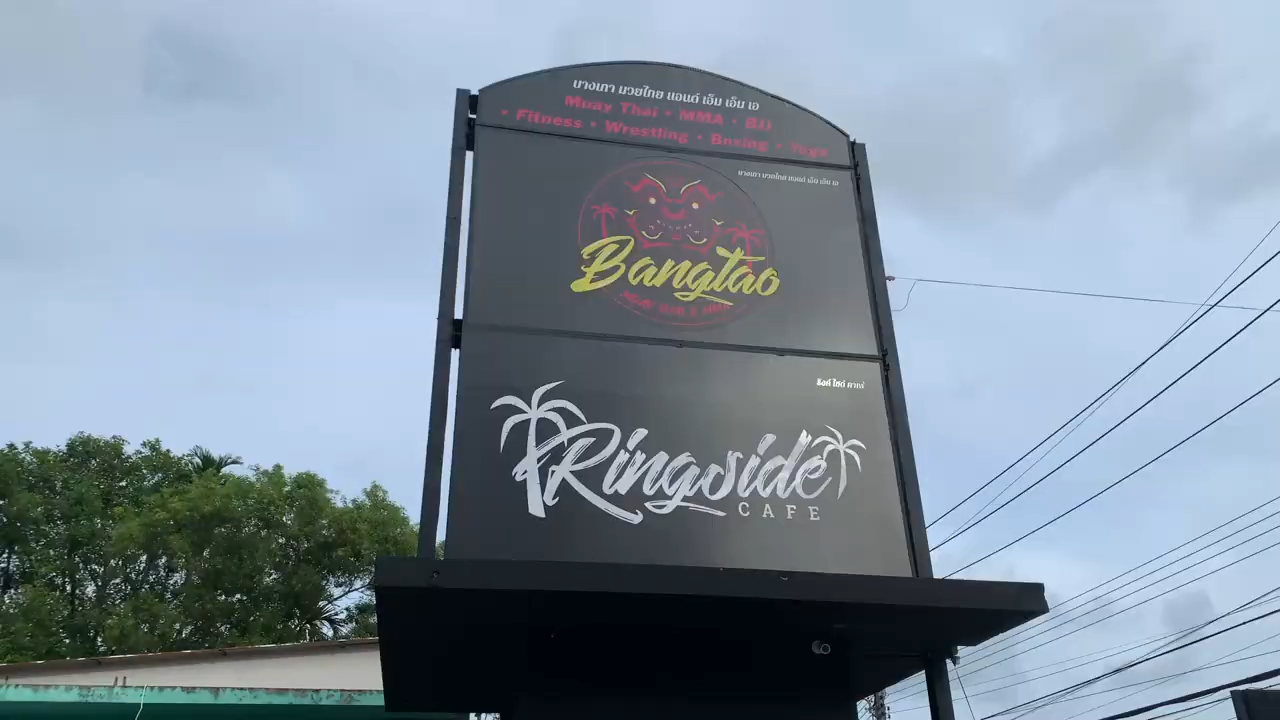 บางเทา มวยไทย แอนด์ เอ็ม เอ็ม เอ
Muay Thai • MMA • BJJ
• Fitness • Wrestling • Boxing • Yoga
บางเทา มวยไทย แอนด์ เอ็ม เอ็ม เอ
Bangtao
MUAY THAI & MMA
ริงค์ ไซด์ คาเฟ่
Ringside
CAFE